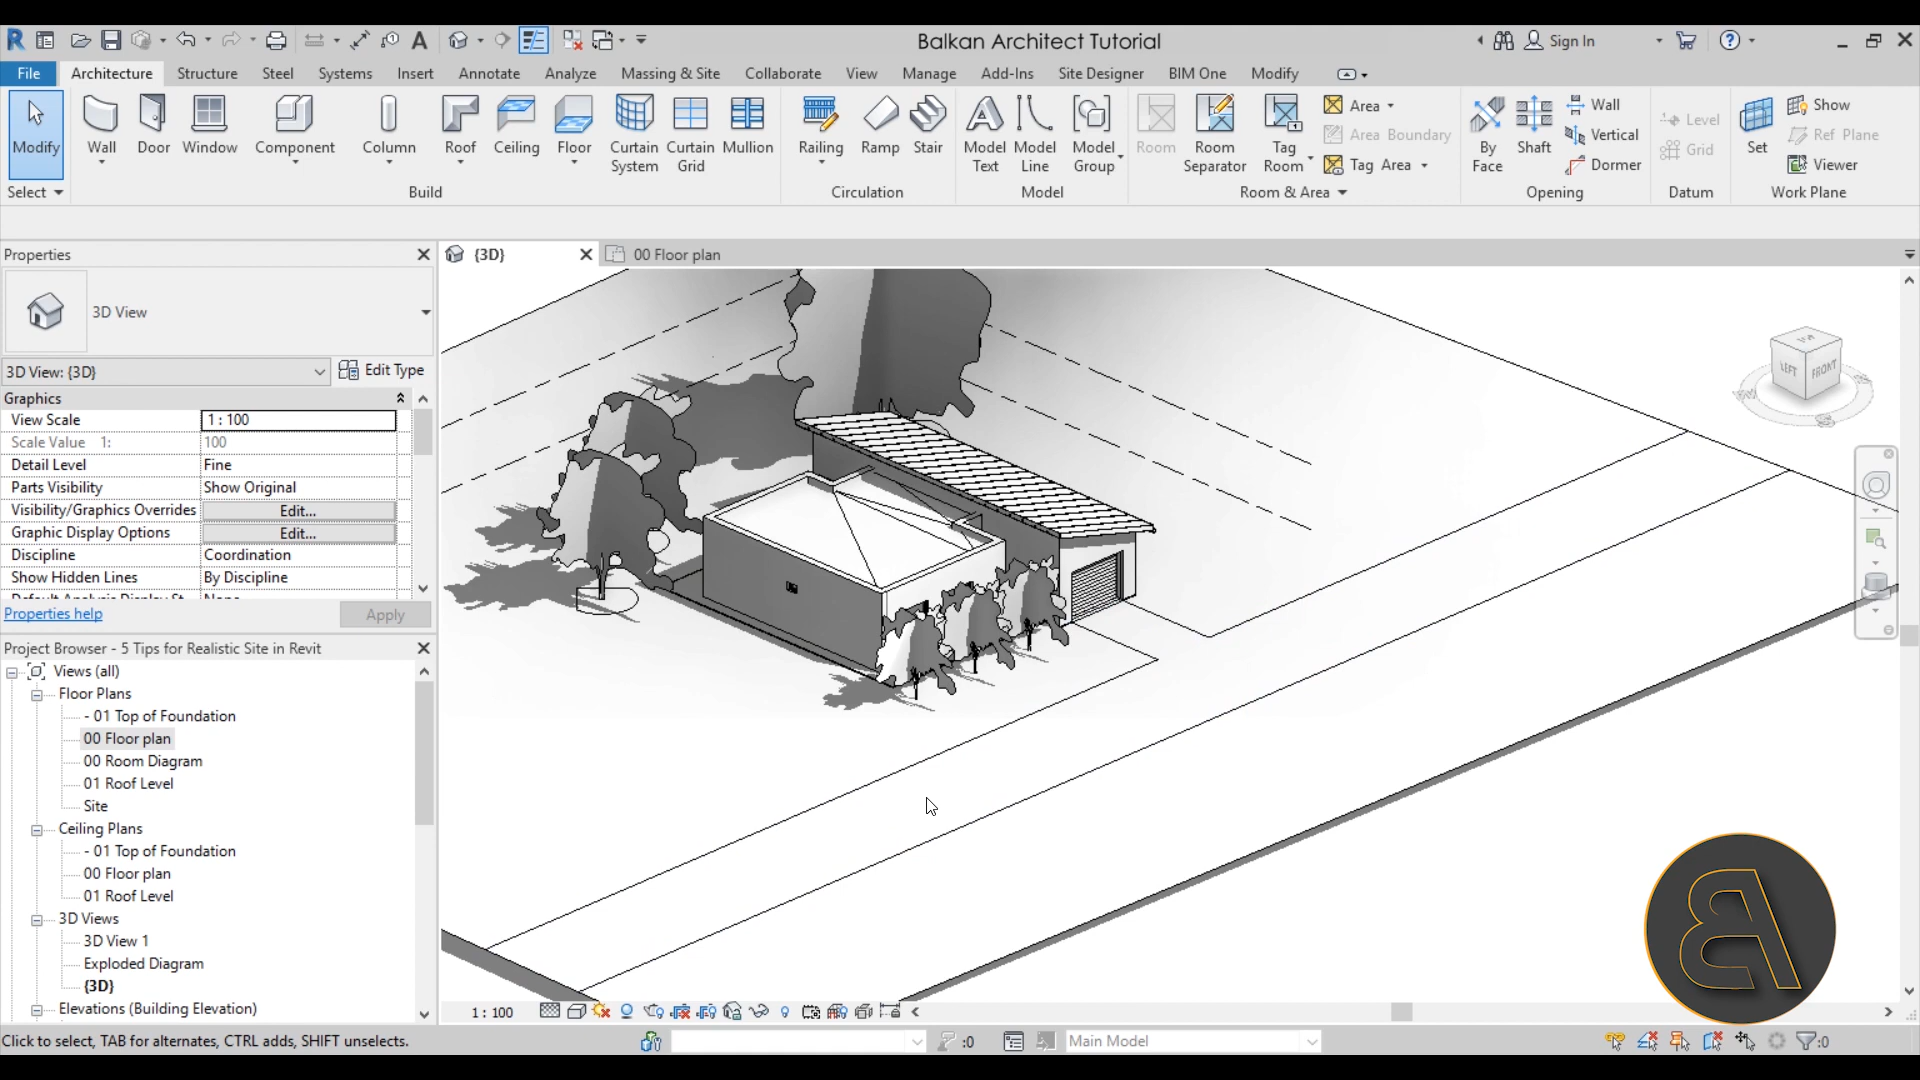 Balkan Architect Tutorial
Sign In
File Architecture Structure Steel Systems Insert Annotate Analyze Massing & Site Collaborate View Manage Add-Ins Site Designer BIM One Modify
Modify
Wall
Door
Window
Component
Column
Roof
Ceiling
Floor
Curtain System
Curtain Grid
Mullion
Railing
Ramp
Stair
Model Text
Model Line
Model Group
Room
Room Separator
Tag Room
Area
Area Boundary
Tag Area
By Face
Shaft
Wall
Vertical
Dormer
Level
Grid
Set
Show
Ref Plane
Viewer
Select
Build
Circulation
Model
Room & Area
Opening
Datum
Work Plane
Properties
3D View
3D View: {3D}
Edit Type
Graphics
View Scale 1 : 100
Scale Value 1: 100
Detail Level Fine
Parts Visibility Show Original
Visibility/Graphics Overrides Edit...
Graphic Display Options Edit...
Discipline Coordination
Show Hidden Lines By Discipline
Properties help
Apply
Project Browser - 5 Tips for Realistic Site in Revit
Views (all)
Floor Plans
- 01 Top of Foundation
00 Floor plan
00 Room Diagram
01 Roof Level
Site
Ceiling Plans
- 01 Top of Foundation
00 Floor plan
01 Roof Level
3D Views
3D View 1
Exploded Diagram
{3D}
Elevations (Building Elevation)
{3D}
00 Floor plan
TOP
LEFT
FRONT
1 : 100
Click to select, TAB for alternates, CTRL adds, SHIFT unselects.
:0
Main Model
:0